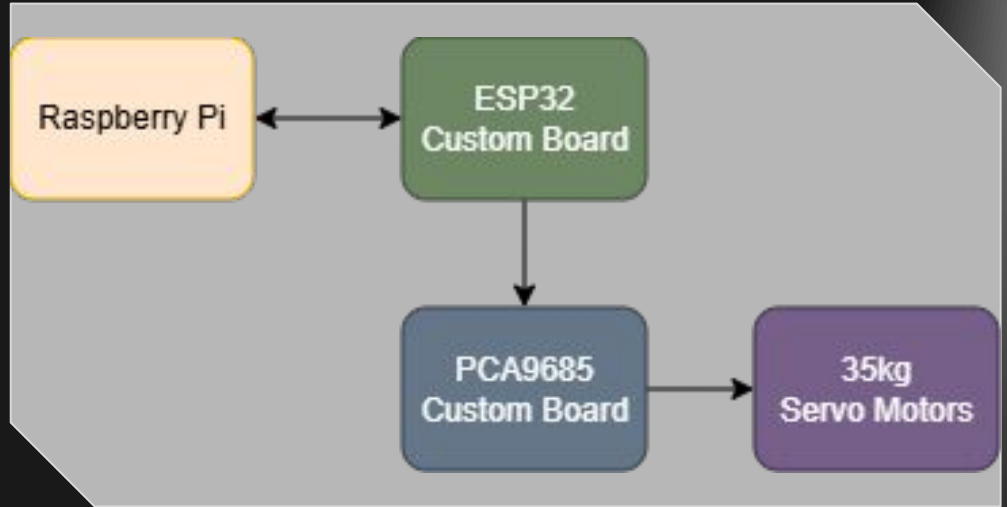 Raspberry Pi
ESP32
Custom Board
PCA9685
Custom Board
35kg
Servo Motors